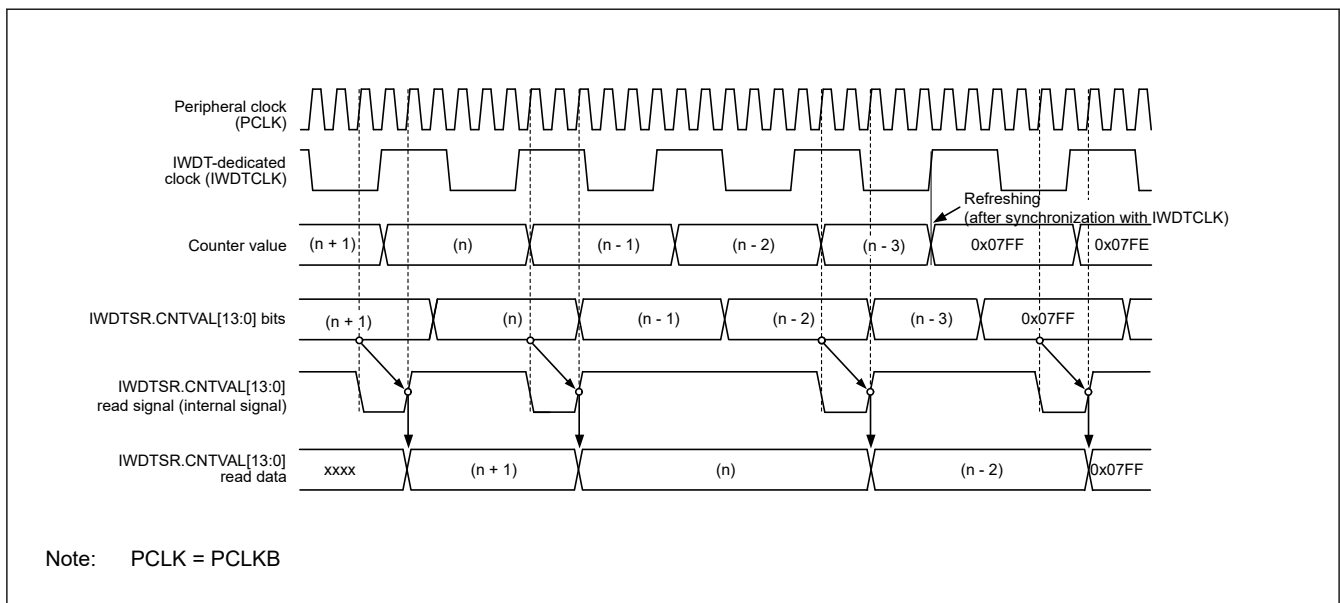 Peripheral clock
(PCLK)
IWDT-dedicated
clock (IWDTCLK)
Refreshing
(after synchronization with IWDTCLK)
Counter value
(n + 1)
(n)
(n - 1)
(n - 2)
(n - 3)
0x07FF
0x07FE
IWDTSR.CNTVAL[13:0] bits
(n + 1)
(n)
(n - 1)
(n - 2)
(n - 3)
0x07FF
IWDTSR.CNTVAL[13:0]
read signal (internal signal)
IWDTSR.CNTVAL[13:0]
read data
xxxx
(n + 1)
(n)
(n - 2)
0x07FF
Note: PCLK = PCLKB